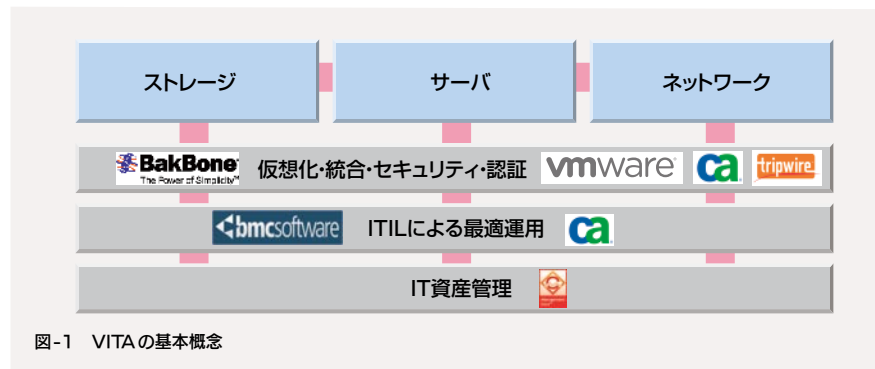 ストレージ
サーバ
ネットワーク
BakBone
The Power of Simplicity™
仮想化・統合・セキュリティ・認証
vmware
ca
tripwire
bmcsoftware
ITILによる最適運用
ca
IT資産管理
図-1 VITAの基本概念